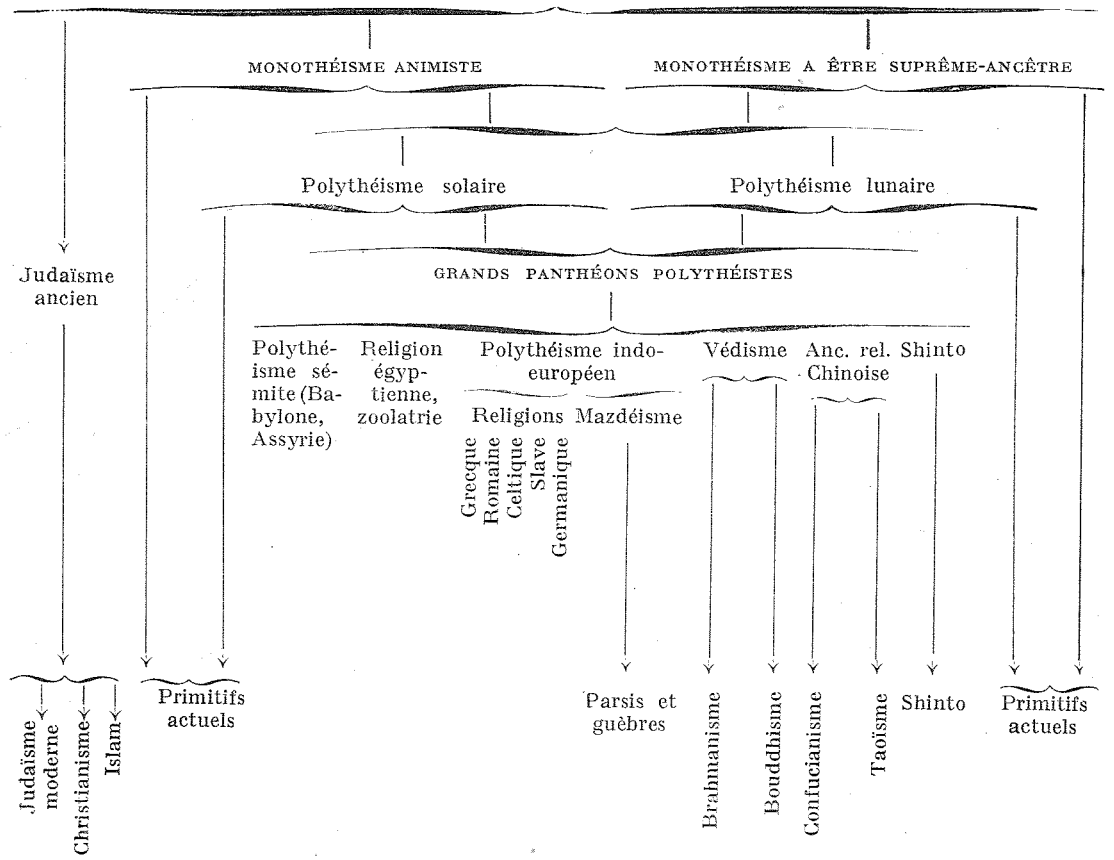 MONOTHÉISME ANIMISTE
MONOTHÉISME A ÊTRE SUPRÊME-ANCÊTRE
Polythéisme solaire
Polythéisme lunaire
Judaïsme
ancien
GRANDS PANTHÉONS POLYTHÉISTES
Polythé-
isme sé-
mite (Ba-
bylone,
Assyrie)
Religion
égyp-
tienne,
zoolatrie
Polythéisme indo-
européen
Religions
Grecque
Romaine
Celtique
Slave
Germanique
Mazdéisme
Védisme
Anc. rel.
Chinoise
Shinto
Judaïsme
moderne
Christianisme
Islam
Primitifs
actuels
Parsis et
guèbres
Brahmanisme
Bouddhisme
Confucianisme
Taoïsme
Shinto
Primitifs
actuels